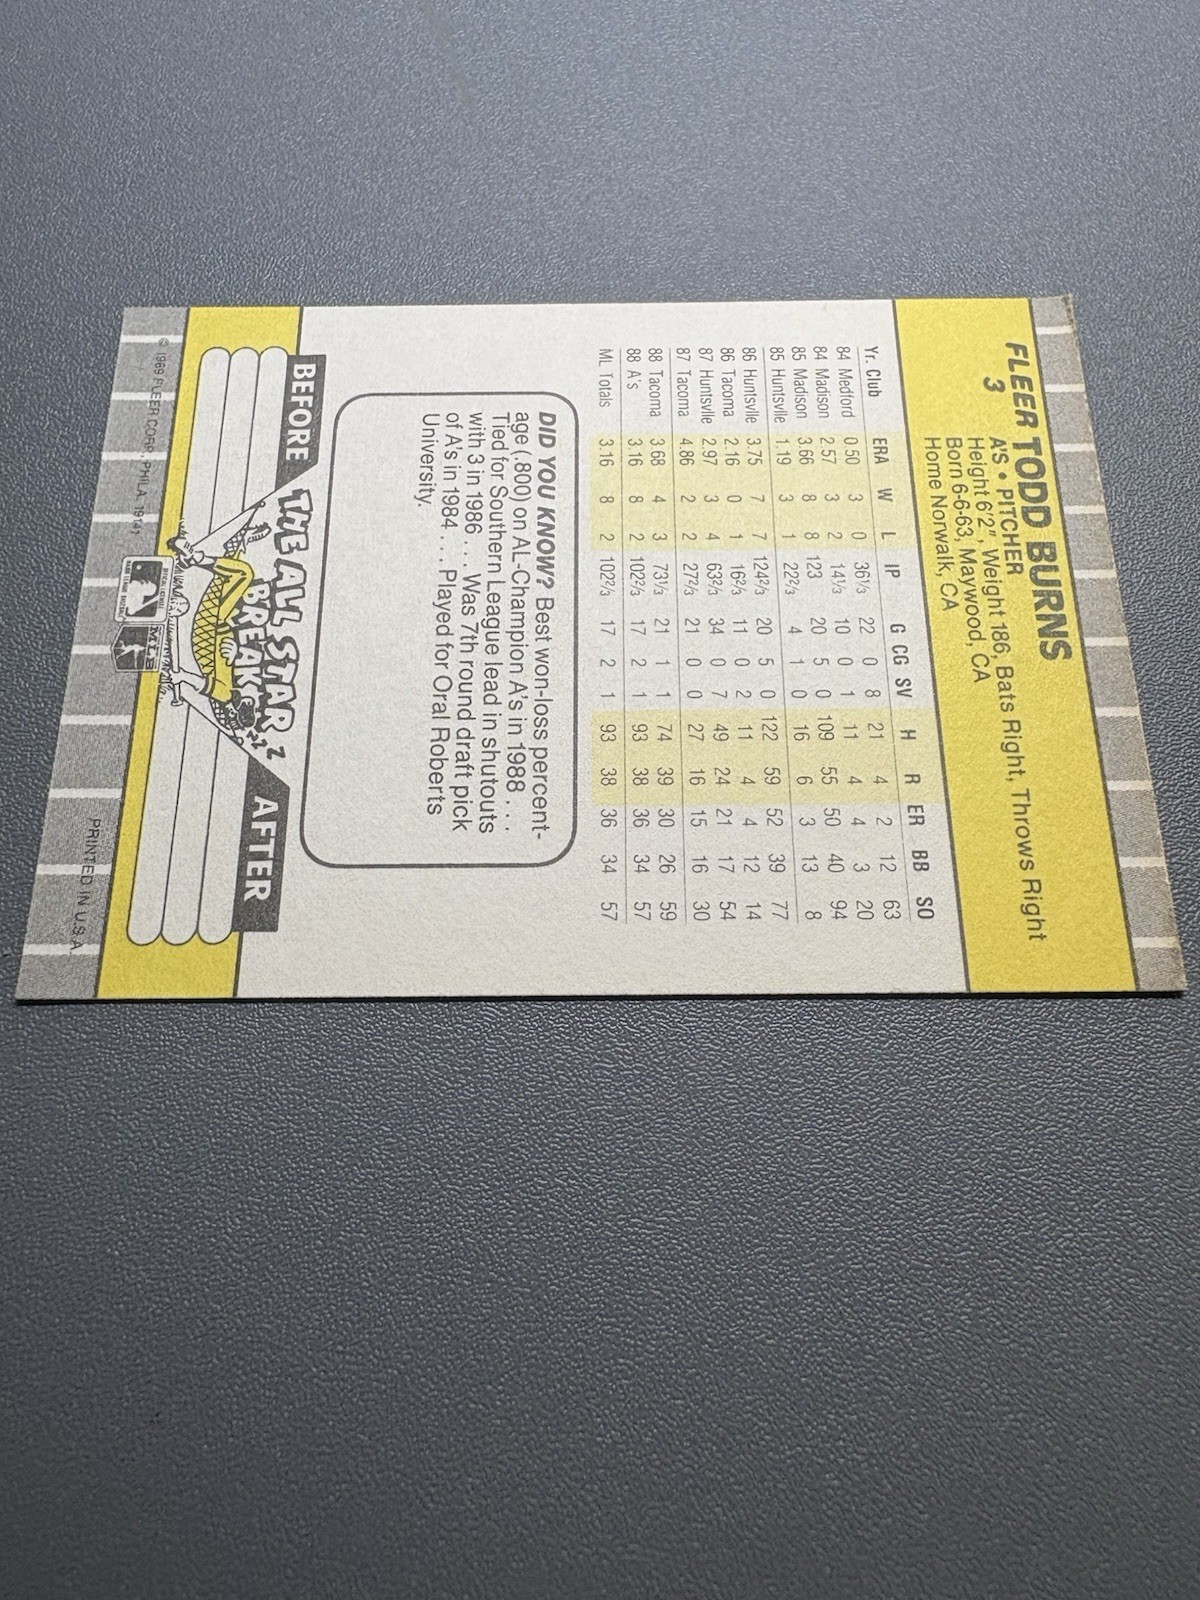 FLEER TODD BURNS
3 A'S • PITCHER
Height 6'2", Weight 186, Bats Right, Throws Right
Born 6-6-63, Maywood, CA
Home Norwalk, CA
Yr. Club ERA W L IP G CG SV H R ER BB SO
84 Medford 0.50 3 0 36⅓ 22 0 8 21 4 2 12 63
84 Madison 2.57 3 2 14⅓ 10 0 1 11 4 4 3 20
85 Madison 3.66 8 8 123 20 5 0 109 55 50 40 94
85 Huntsvlle 1.19 3 1 22⅔ 4 1 0 16 6 3 13 8
86 Huntsvlle 3.75 7 7 124⅔ 20 5 0 122 59 52 39 77
86 Tacoma 2.16 0 1 16⅔ 11 0 2 11 4 4 12 14
87 Huntsvlle 2.97 3 4 63⅔ 34 0 7 49 24 21 17 54
87 Tacoma 4.86 2 2 27⅔ 21 0 0 27 16 15 16 30
88 Tacoma 3.68 4 3 73⅓ 21 1 1 74 39 30 26 59
88 A's 3.16 8 2 102⅔ 17 2 1 93 38 36 34 57
ML Totals 3.16 8 2 102⅔ 17 2 1 93 38 36 34 57
DID YOU KNOW? Best won-loss percent-
age (.800) on AL-Champion A's in 1988 . . .
Tied for Southern League lead in shutouts
with 3 in 1986 . . . Was 7th round draft pick
of A's in 1984 . . . Played for Oral Roberts
University.
BEFORE THE ALL STAR BREAK AFTER
zzz
© 1989 FLEER CORP., PHILA. 19141
PRINTED IN U.S.A.